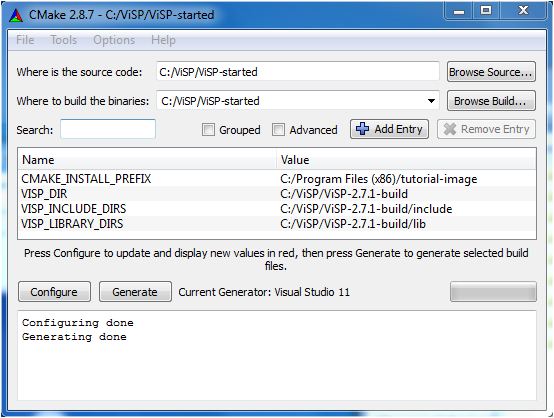 CMake 2.8.7 - C:/ViSP/ViSP-started
File Tools Options Help
Where is the source code: C:/ViSP/ViSP-started Browse Source...
Where to build the binaries: C:/ViSP/ViSP-started Browse Build...
Search: Grouped Advanced Add Entry Remove Entry
Name Value
CMAKE_INSTALL_PREFIX C:/Program Files (x86)/tutorial-image
VISP_DIR C:/ViSP/ViSP-2.7.1-build
VISP_INCLUDE_DIRS C:/ViSP/ViSP-2.7.1-build/include
VISP_LIBRARY_DIRS C:/ViSP/ViSP-2.7.1-build/lib
Press Configure to update and display new values in red, then press Generate to generate selected build
files.
Configure Generate Current Generator: Visual Studio 11
Configuring done
Generating done